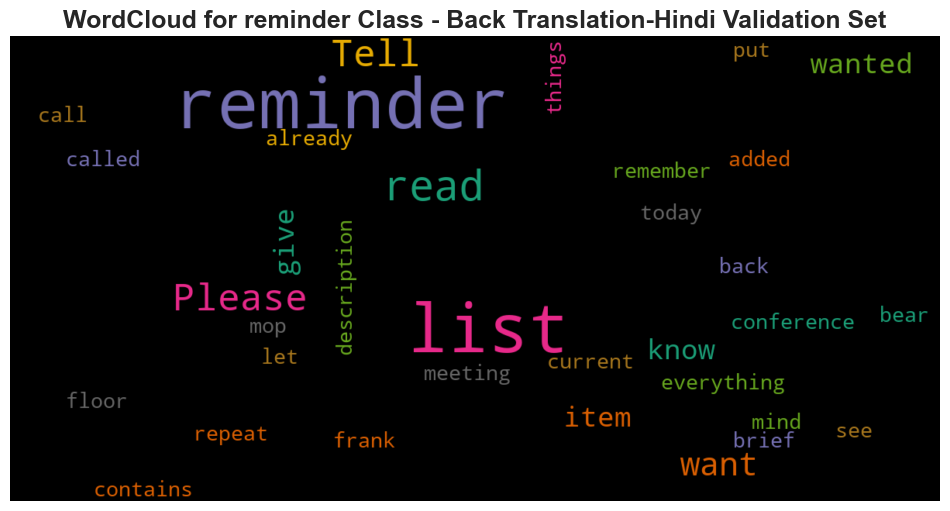 WordCloud for reminder Class - Back Translation-Hindi Validation Set
Tell
things
put
wanted
reminder
call
already
called
added
read
remember
today
give
description
back
Please
mop
list
conference
bear
let
know
current
meeting
everything
floor
item
mind
see
repeat
frank
brief
want
contains